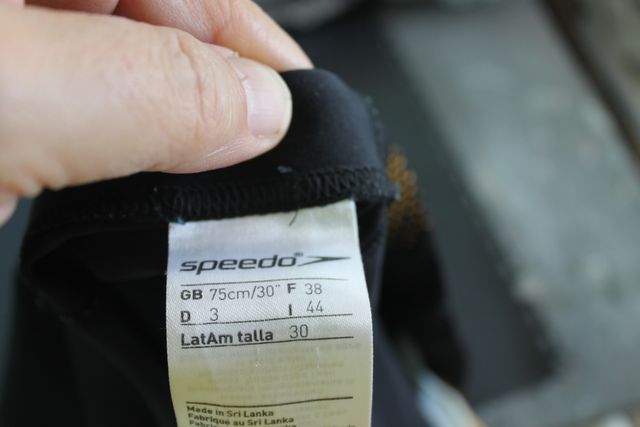 speedo®
GB 75cm/30" F 38
D 3 I 44
LatAm talla 30
Made in Sri Lanka
Fabriqué au Sri Lanka